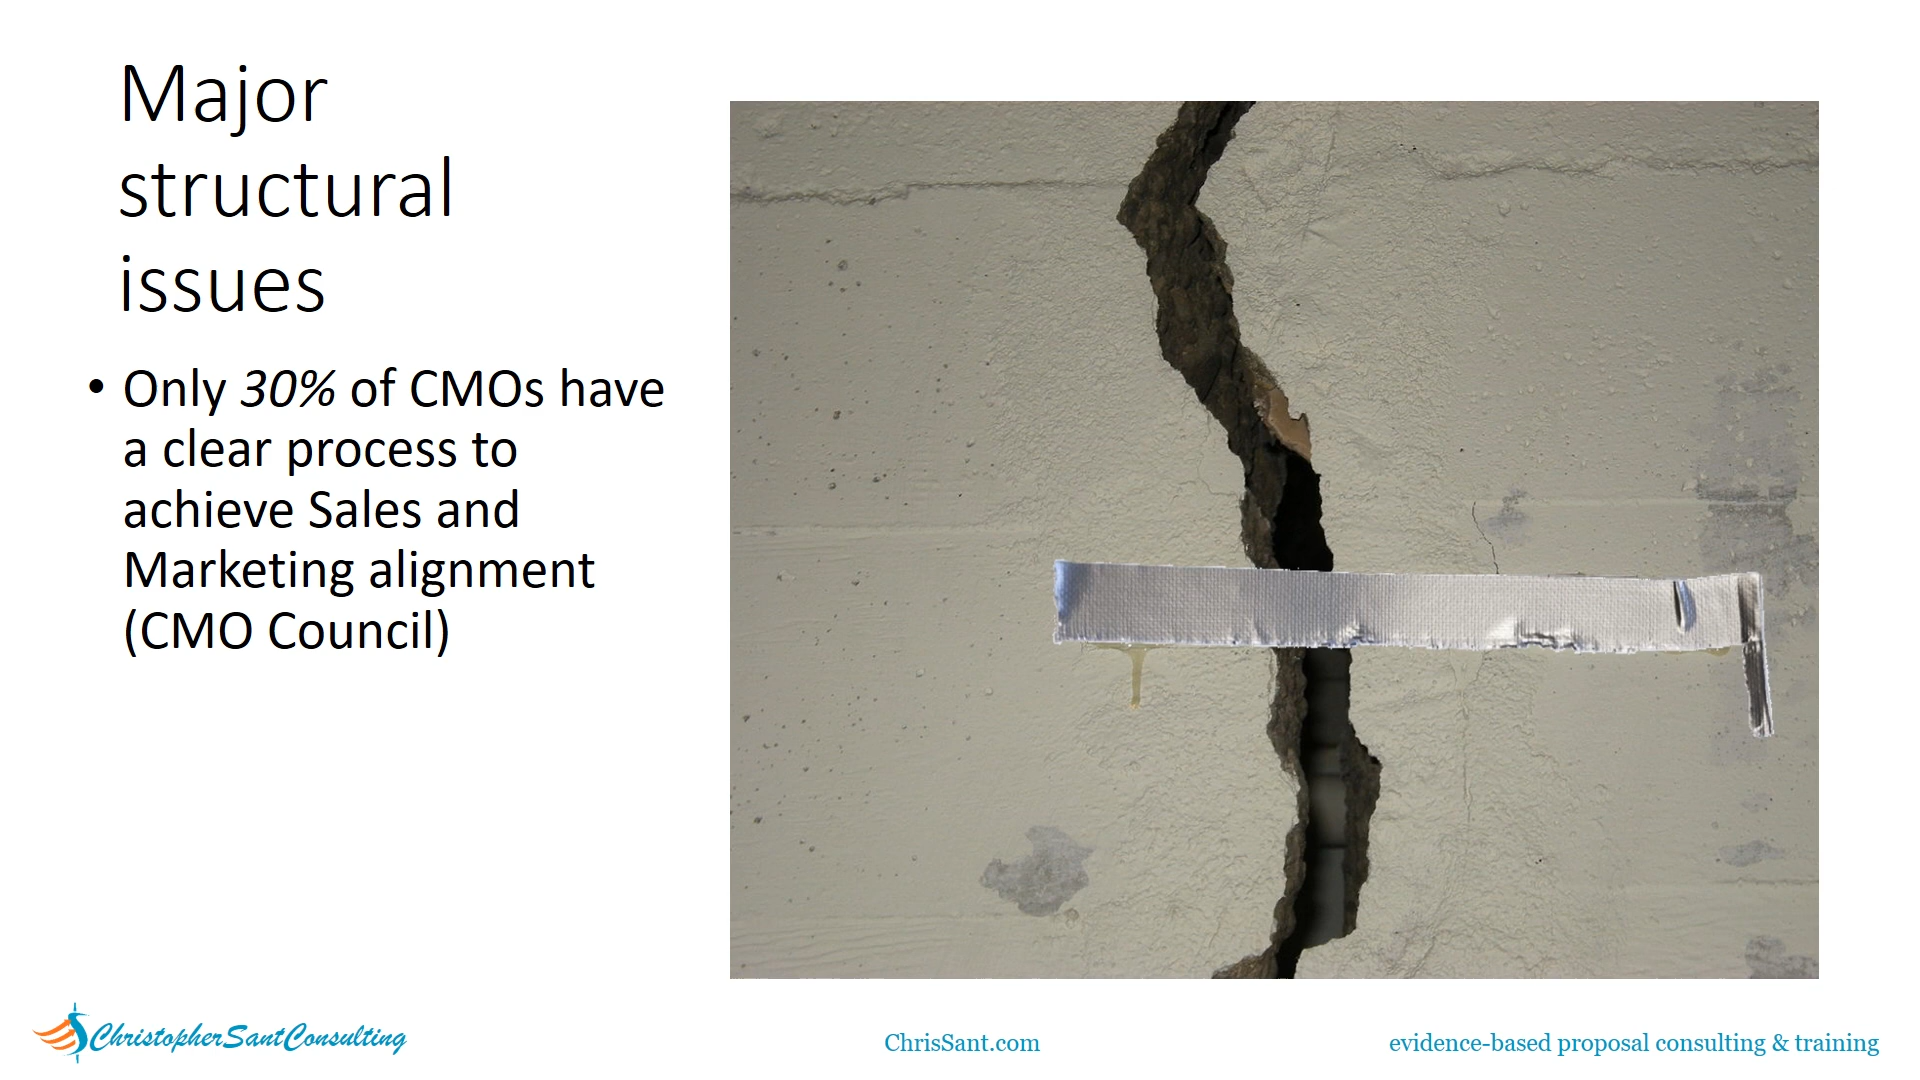 Major
structural
issues
• Only 30% of CMOs have
a clear process to
achieve Sales and
Marketing alignment
(CMO Council)
ChristopherSantConsulting
ChrisSant.com
evidence-based proposal consulting & training